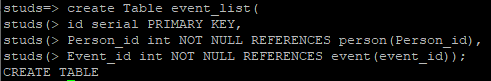 studs=> create Table event_list(
studs(> id serial PRIMARY KEY,
studs(> Person_id int NOT NULL REFERENCES person(Person_id),
studs(> Event_id int NOT NULL REFERENCES event(event_id));
CREATE TABLE